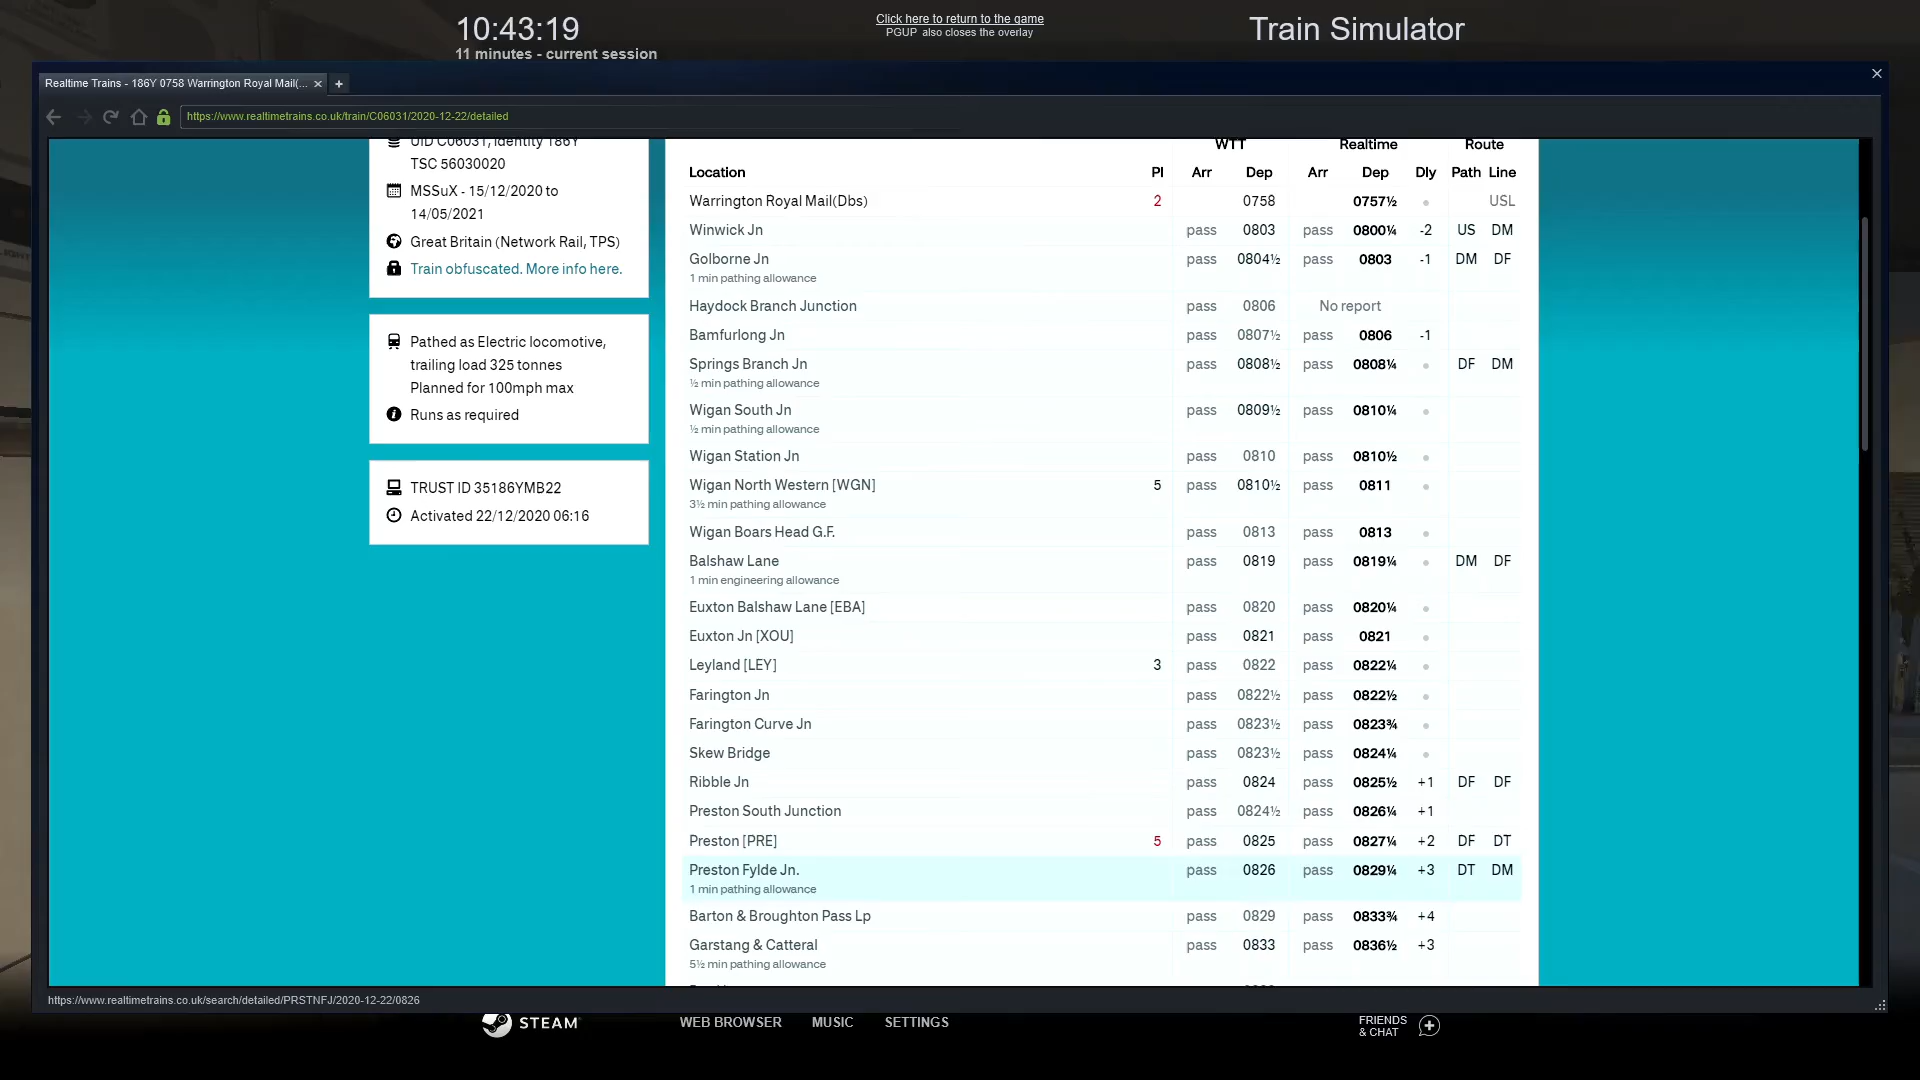 10:43:19
11 minutes - current session
Click here to return to the game
PGUP also closes the overlay
Train Simulator
Realtime Trains - 186Y 0758 Warrington Royal Mail(...
https://www.realtimetrains.co.uk/train/C06031/2020-12-22/detailed
UID C06031, identity 186Y
TSC 56030020
MSSuX - 15/12/2020 to
14/05/2021
Great Britain (Network Rail, TPS)
Train obfuscated. More info here.
Pathed as Electric locomotive,
trailing load 325 tonnes
Planned for 100mph max
Runs as required
TRUST ID 35186YMB22
Activated 22/12/2020 06:16
WTT Realtime Route
Location Pl Arr Dep Arr Dep Dly Path Line
Warrington Royal Mail(Dbs) 2 0758 0757½ USL
Winwick Jn pass 0803 pass 0800¼ -2 US DM
Golborne Jn pass 0804½ pass 0803 -1 DM DF
1 min pathing allowance
Haydock Branch Junction pass 0806 No report
Bamfurlong Jn pass 0807½ pass 0806 -1
Springs Branch Jn pass 0808½ pass 0808¼ DF DM
½ min pathing allowance
Wigan South Jn pass 0809½ pass 0810¼
½ min pathing allowance
Wigan Station Jn pass 0810 pass 0810½
Wigan North Western [WGN] 5 pass 0810½ pass 0811
3½ min pathing allowance
Wigan Boars Head G.F. pass 0813 pass 0813
Balshaw Lane pass 0819 pass 0819¼ DM DF
1 min engineering allowance
Euxton Balshaw Lane [EBA] pass 0820 pass 0820¼
Euxton Jn [XOU] pass 0821 pass 0821
Leyland [LEY] 3 pass 0822 pass 0822¼
Farington Jn pass 0822½ pass 0822½
Farington Curve Jn pass 0823½ pass 0823¾
Skew Bridge pass 0823½ pass 0824¼
Ribble Jn pass 0824 pass 0825½ +1 DF DF
Preston South Junction pass 0824½ pass 0826¼ +1
Preston [PRE] 5 pass 0825 pass 0827¼ +2 DF DT
Preston Fylde Jn. pass 0826 pass 0829¼ +3 DT DM
1 min pathing allowance
Barton & Broughton Pass Lp pass 0829 pass 0833¾ +4
Garstang & Catteral pass 0833 pass 0836½ +3
5½ min pathing allowance
https://www.realtimetrains.co.uk/search/detailed/PRSTNFJ/2020-12-22/0826
STEAM
WEB BROWSER MUSIC SETTINGS
FRIENDS
& CHAT